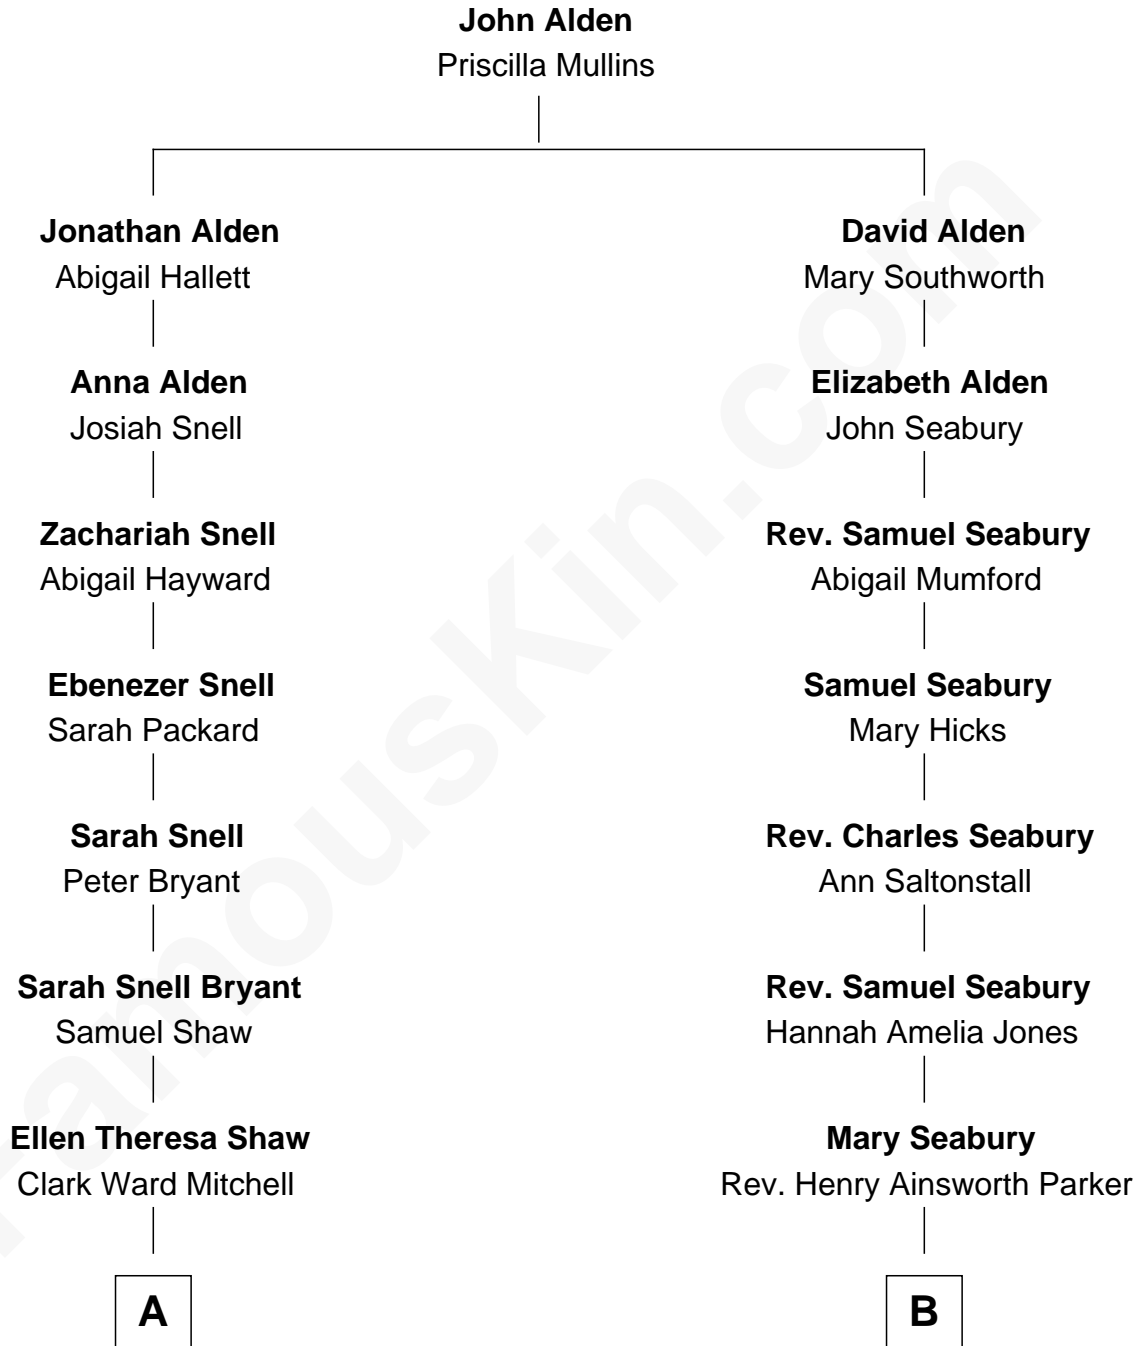 John Alden
Priscilla Mullins
Jonathan Alden
Abigail Hallett
David Alden
Mary Southworth
Anna Alden
Josiah Snell
Elizabeth Alden
John Seabury
Zachariah Snell
Abigail Hayward
Rev. Samuel Seabury
Abigail Mumford
Ebenezer Snell
Sarah Packard
Samuel Seabury
Mary Hicks
Sarah Snell
Peter Bryant
Rev. Charles Seabury
Ann Saltonstall
Sarah Snell Bryant
Samuel Shaw
Rev. Samuel Seabury
Hannah Amelia Jones
Ellen Theresa Shaw
Clark Ward Mitchell
Mary Seabury
Rev. Henry Ainsworth Parker
A
B
FamousKin.com